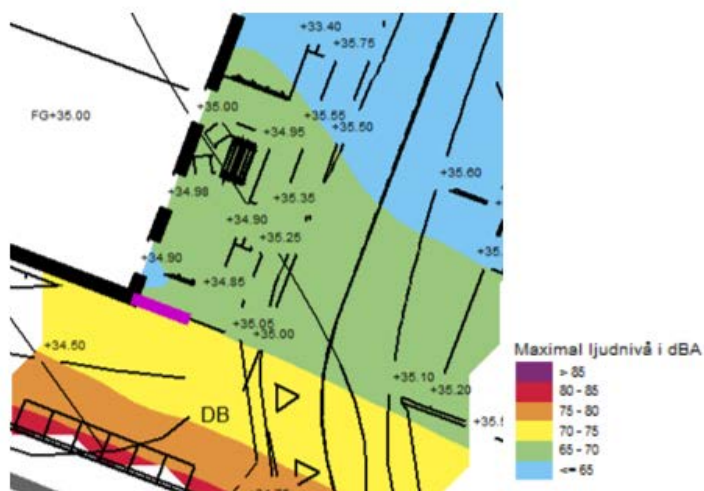 +33.40
+35.75
FG+35.00
+35.00
+35.55
+34.95
+35.50
+35.60
+34.98
+35.35
+34.90
+35.25
+34.90
+34.85
+35.05
+35.00
+34.50
+35.10
+35.20
DB
Maximal ljudnivå i dBA
> 85
80 - 85
75 - 80
70 - 75
65 - 70
<= 65